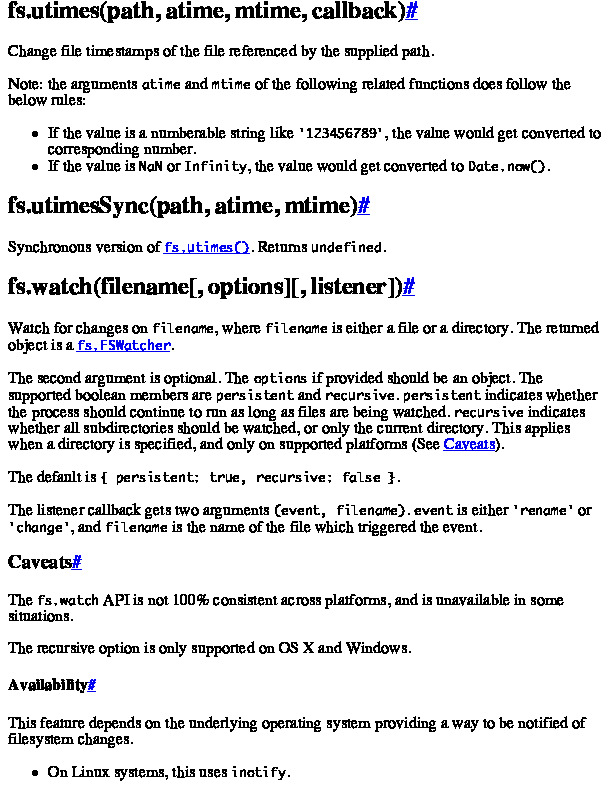 fs.utimes(path, atime, mtime, callback)#
Change file timestamps of the file referenced by the supplied path.
Note: the arguments atime and mtime of the following related functions does follow the
below rules:
• If the value is a numberable string like '123456789', the value would get converted to
corresponding number.
• If the value is NaN or Infinity, the value would get converted to Date.now().
fs.utimesSync(path, atime, mtime)#
Synchronous version of fs.utimes(). Returns undefined.
fs.watch(filename[, options][, listener])#
Watch for changes on filename, where filename is either a file or a directory. The returned
object is a fs.FSWatcher.
The second argument is optional. The options if provided should be an object. The
supported boolean members are persistent and recursive. persistent indicates whether
the process should continue to run as long as files are being watched. recursive indicates
whether all subdirectories should be watched, or only the current directory. This applies
when a directory is specified, and only on supported platforms (See Caveats).
The default is { persistent: true, recursive: false }.
The listener callback gets two arguments (event, filename). event is either 'rename' or
'change', and filename is the name of the file which triggered the event.
Caveats#
The fs.watch API is not 100% consistent across platforms, and is unavailable in some
situations.
The recursive option is only supported on OS X and Windows.
Availability#
This feature depends on the underlying operating system providing a way to be notified of
filesystem changes.
• On Linux systems, this uses inotify.